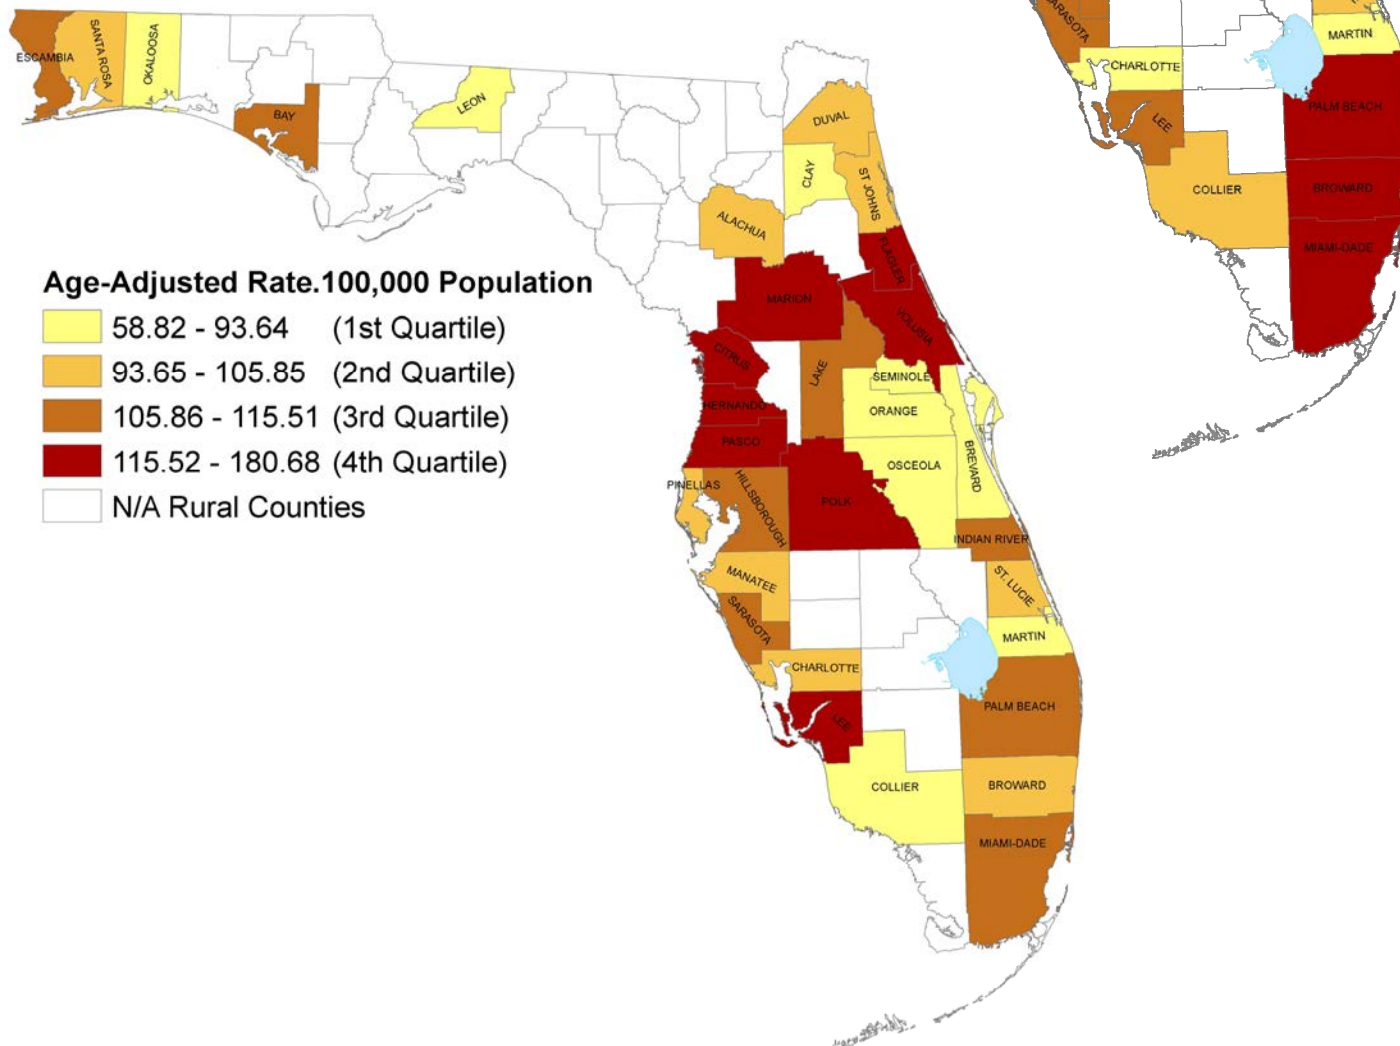 ESCAMBIA
SANTA ROSA
OKALOOSA
BAY
LEON
DUVAL
CLAY
ST JOHNS
ALACHUA
FLAGLER
MARION
VOLUSIA
CITRUS
LAKE
SEMINOLE
HERNANDO
ORANGE
PASCO
OSCEOLA
BREVARD
PINELLAS
HILLSBOROUGH
POLK
INDIAN RIVER
MANATEE
ST. LUCIE
SARASOTA
MARTIN
CHARLOTTE
PALM BEACH
LEE
COLLIER
BROWARD
MIAMI-DADE
Age-Adjusted Rate.100,000 Population
58.82 - 93.64 (1st Quartile)
93.65 - 105.85 (2nd Quartile)
105.86 - 115.51 (3rd Quartile)
115.52 - 180.68 (4th Quartile)
N/A Rural Counties
SARASOTA
MARTIN
CHARLOTTE
PALM BEACH
LEE
COLLIER
BROWARD
MIAMI-DADE